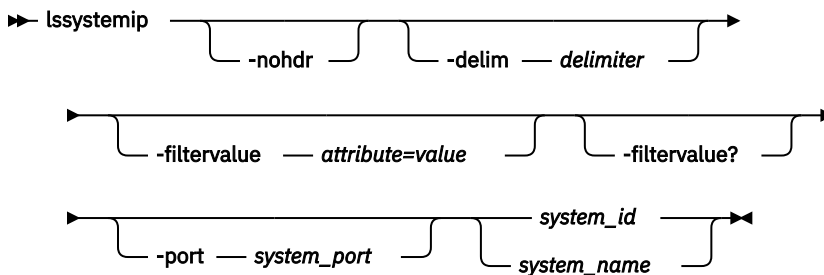 lssystemip
-nohdr -delim delimiter
-filtervalue attribute=value -filtervalue?
system_id
-port system_port system_name